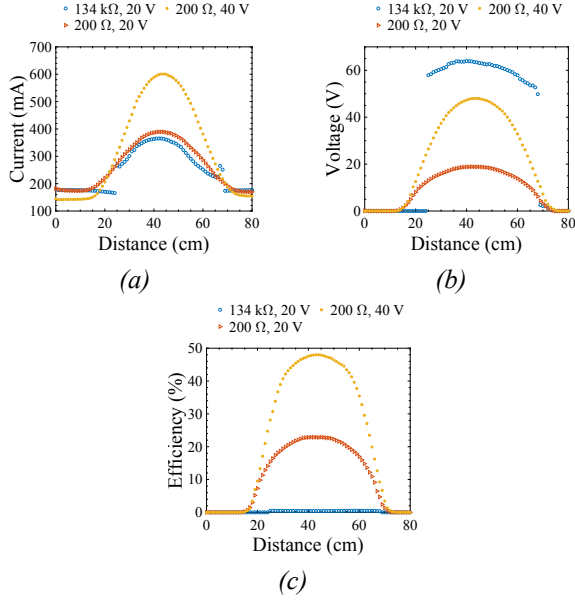 134 kΩ, 20 V
200 Ω, 40 V
200 Ω, 20 V
Current (mA)
700
600
500
400
300
200
100
0
20
40
60
80
Distance (cm)
(a)
134 kΩ, 20 V
200 Ω, 40 V
200 Ω, 20 V
Voltage (V)
60
40
20
0
0
20
40
60
80
Distance (cm)
(b)
134 kΩ, 20 V
200 Ω, 40 V
200 Ω, 20 V
Efficiency (%)
50
40
30
20
10
0
0
20
40
60
80
Distance (cm)
(c)